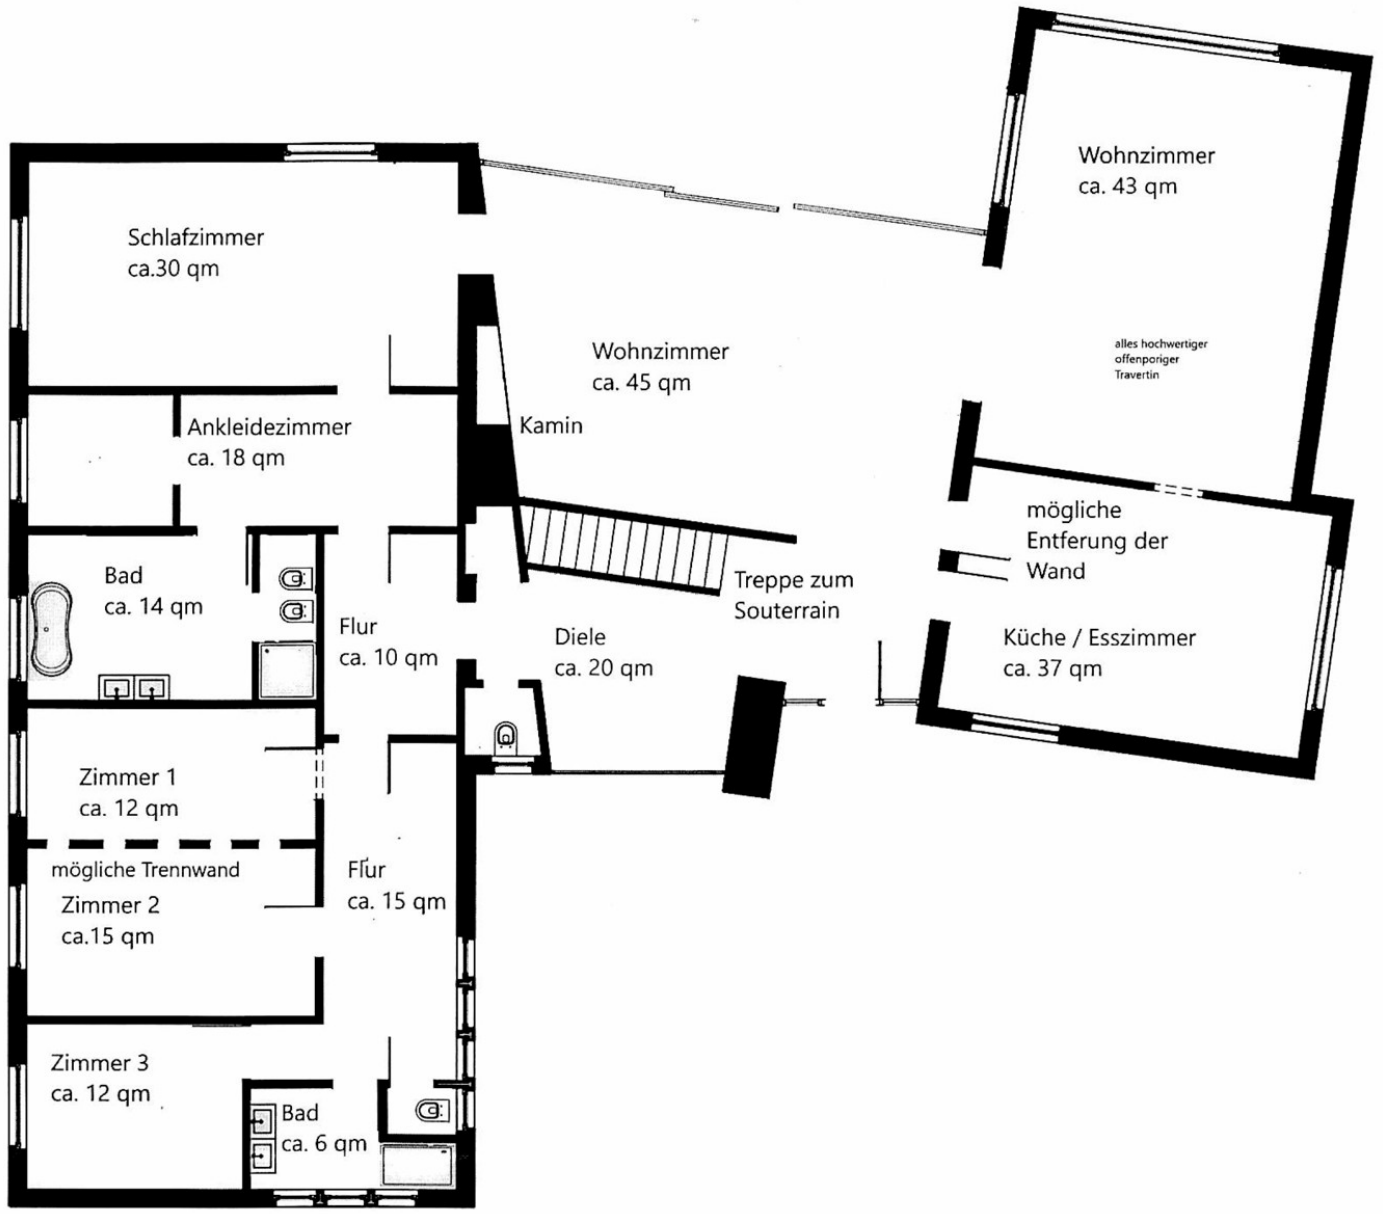 Wohnzimmer
ca. 43 qm
Schlafzimmer
ca.30 qm
Wohnzimmer
ca. 45 qm
alles hochwertiger
offenporiger
Travertin
Kamin
Ankleidezimmer
ca. 18 qm
mögliche
Entferung der
Wand
Bad
ca. 14 qm
Treppe zum
Souterrain
Flur
ca. 10 qm
Diele
ca. 20 qm
Küche / Esszimmer
ca. 37 qm
Zimmer 1
ca. 12 qm
mögliche Trennwand
Zimmer 2
ca.15 qm
Flur
ca. 15 qm
Zimmer 3
ca. 12 qm
Bad
ca. 6 qm